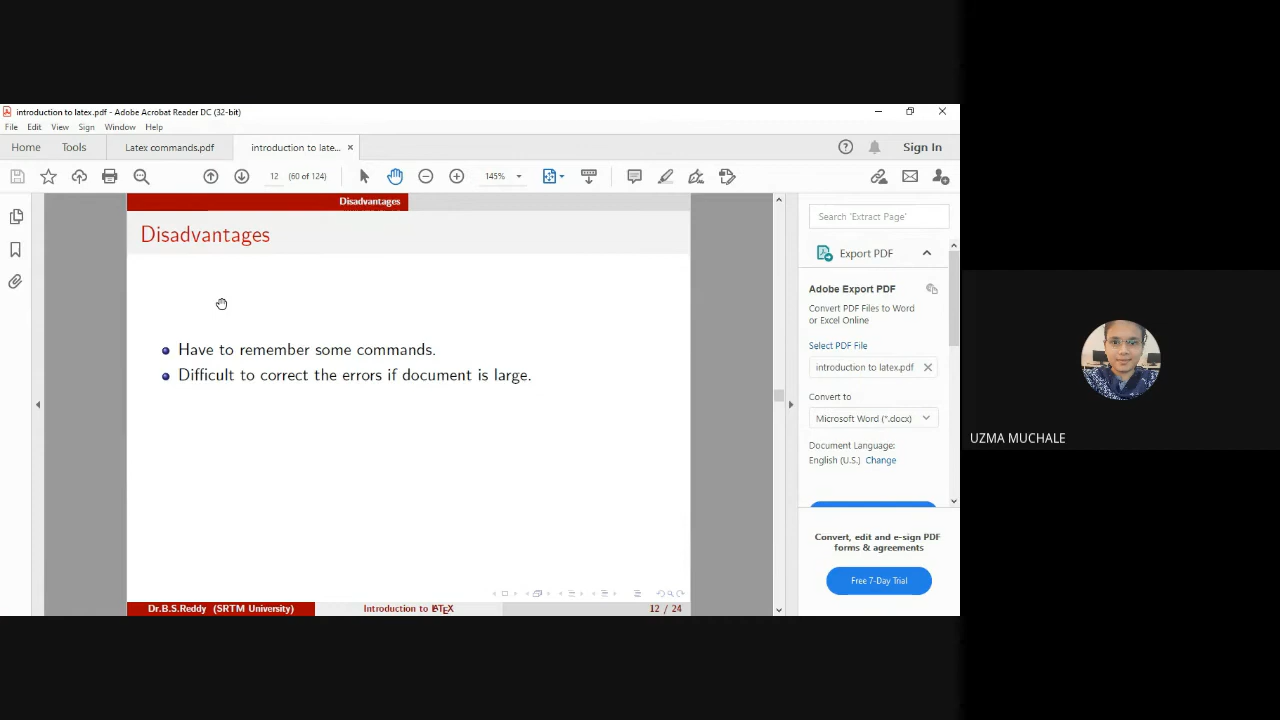 introduction to latex.pdf - Adobe Acrobat Reader DC (32-bit)
File Edit View Sign Window Help
Home Tools Latex commands.pdf introduction to late... × Sign In
12 (60 of 124) 145%
Disadvantages
Disadvantages
Have to remember some commands.
Difficult to correct the errors if document is large.
Dr.B.S.Reddy (SRTM University) Introduction to LATEX 12 / 24
Search 'Extract Page'
Export PDF
Adobe Export PDF
Convert PDF Files to Word
or Excel Online
Select PDF File
introduction to latex.pdf ×
Convert to
Microsoft Word (*.docx)
Document Language:
English (U.S.) Change
Convert, edit and e-sign PDF
forms & agreements
Free 7-Day Trial
UZMA MUCHALE